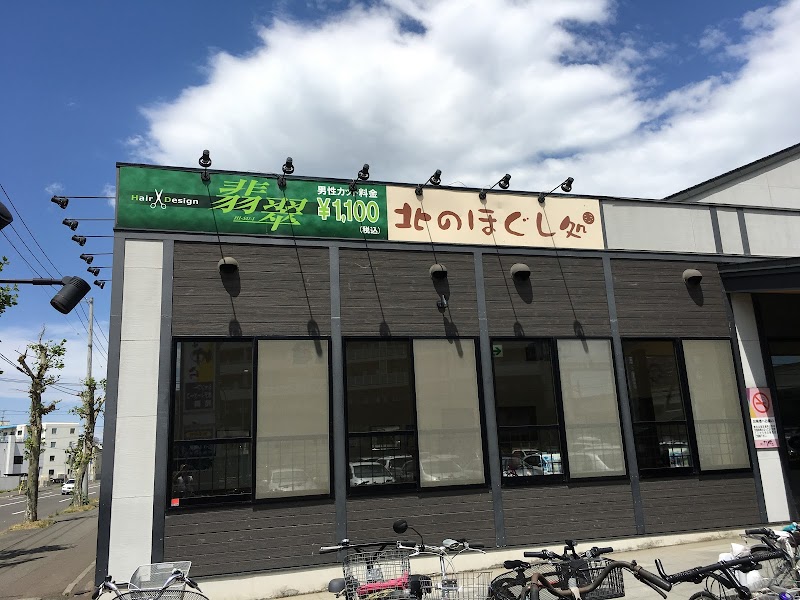 Hair Design
翡翠
HI-SUI
男性カット料金
¥1,100
(税込)
北のほぐし処